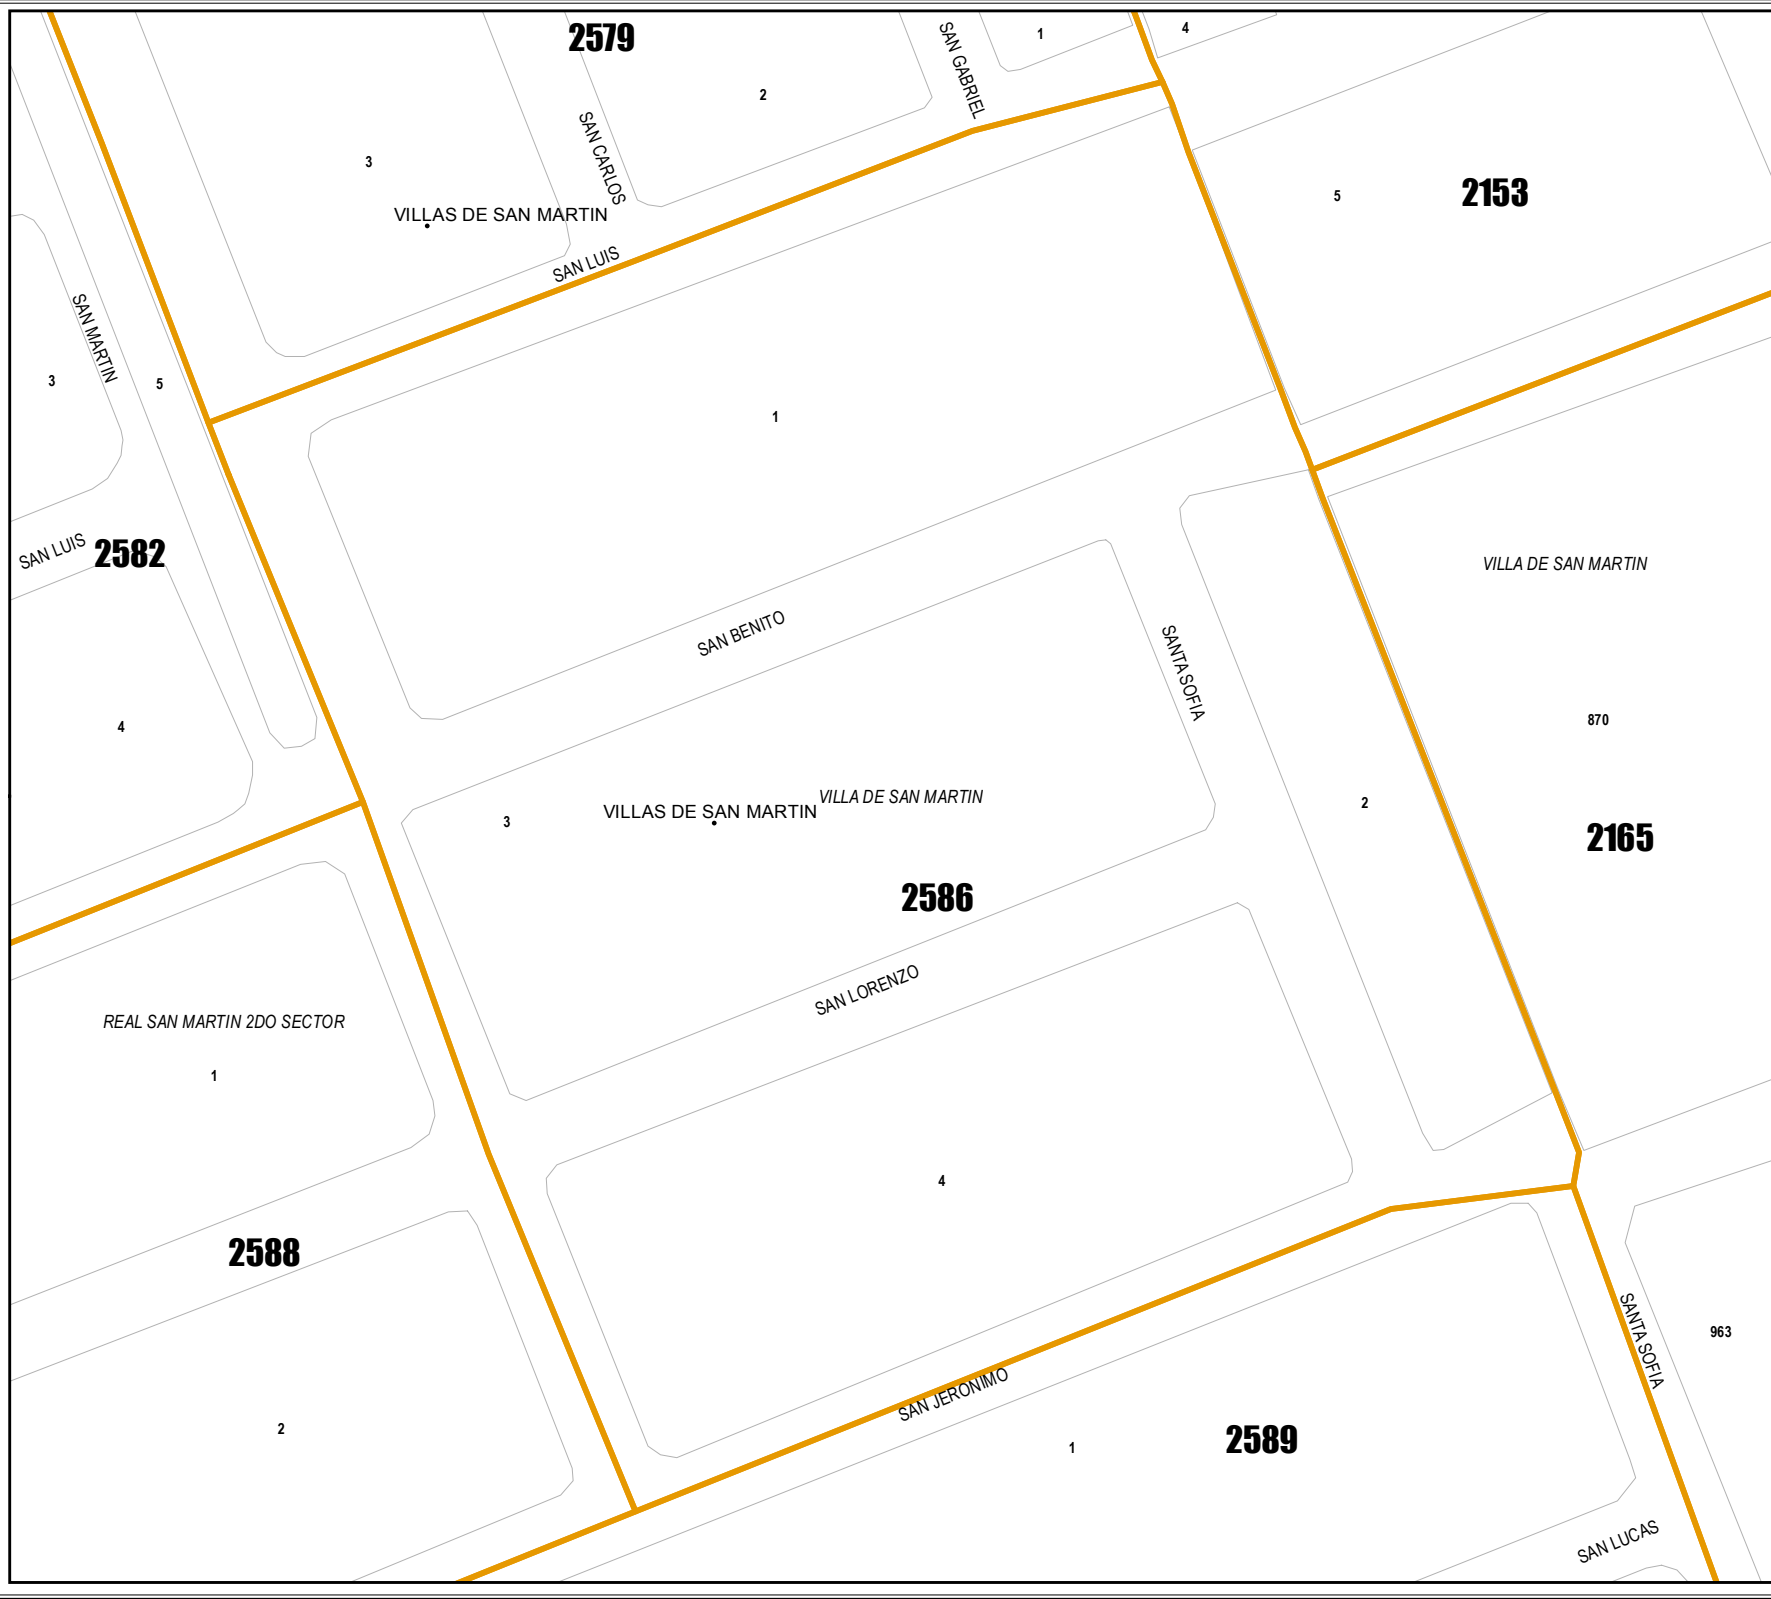 2579
1
4
SAN GABRIEL
2
SAN CARLOS
3
5
2153
VILLAS DE SAN MARTIN
SAN LUIS
SAN MARTIN
3
5
1
SAN LUIS
2582
VILLA DE SAN MARTIN
SAN BENITO
SANTA SOFIA
4
870
VILLAS DE SAN MARTIN
VILLA DE SAN MARTIN
3
2
2165
2586
SAN LORENZO
REAL SAN MARTIN 2DO SECTOR
1
4
2588
SANTA SOFIA
963
SAN JERONIMO
2
1
2589
SAN LUCAS